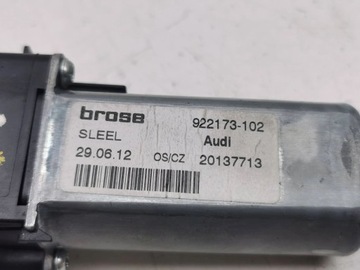 brose 922173-102
SLEEL Audi
29.06.12 OS/CZ 20137713